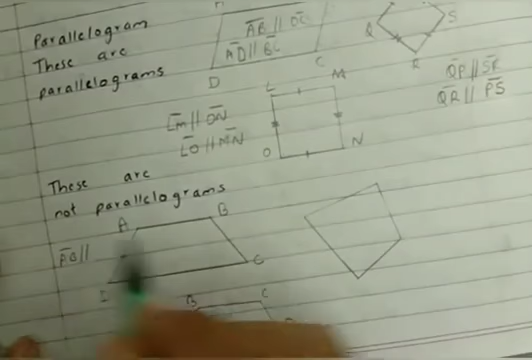 Parallelogram
These are
parallelograms
AB || OC
AD || BC
D
C
Q
S
R
QP || SR
QR || PS
L
M
LM || ON
LO || MN
O
N
These are
not parallelograms
A
B
C
B
C